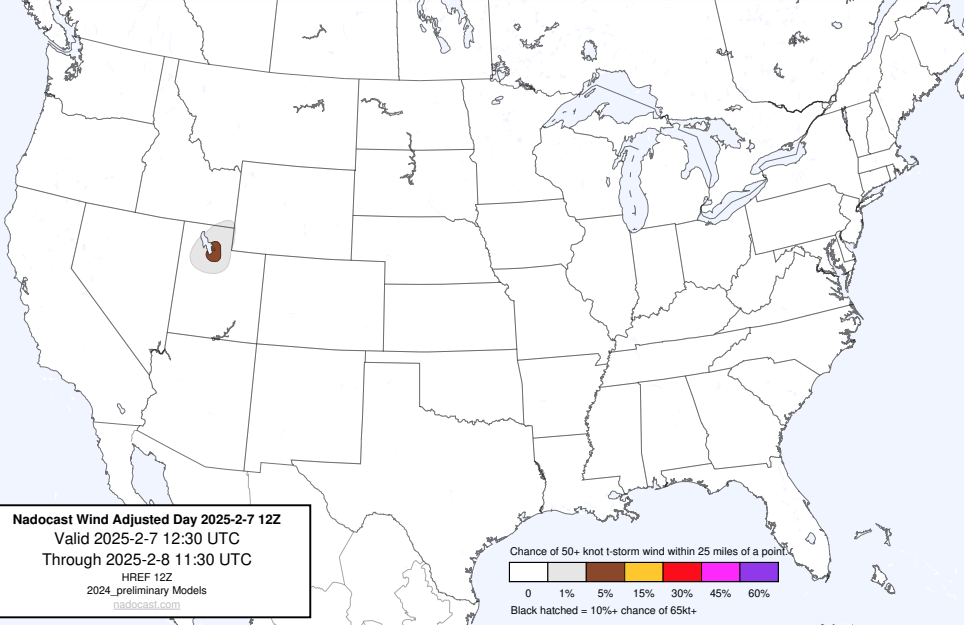 Nadocast Wind Adjusted Day 2025-2-7 12Z
Valid 2025-2-7 12:30 UTC
Through 2025-2-8 11:30 UTC
HREF 12Z
2024_preliminary Models
nadocast.com
Chance of 50+ knot t-storm wind within 25 miles of a point.
0 1% 5% 15% 30% 45% 60%
Black hatched = 10%+ chance of 65kt+